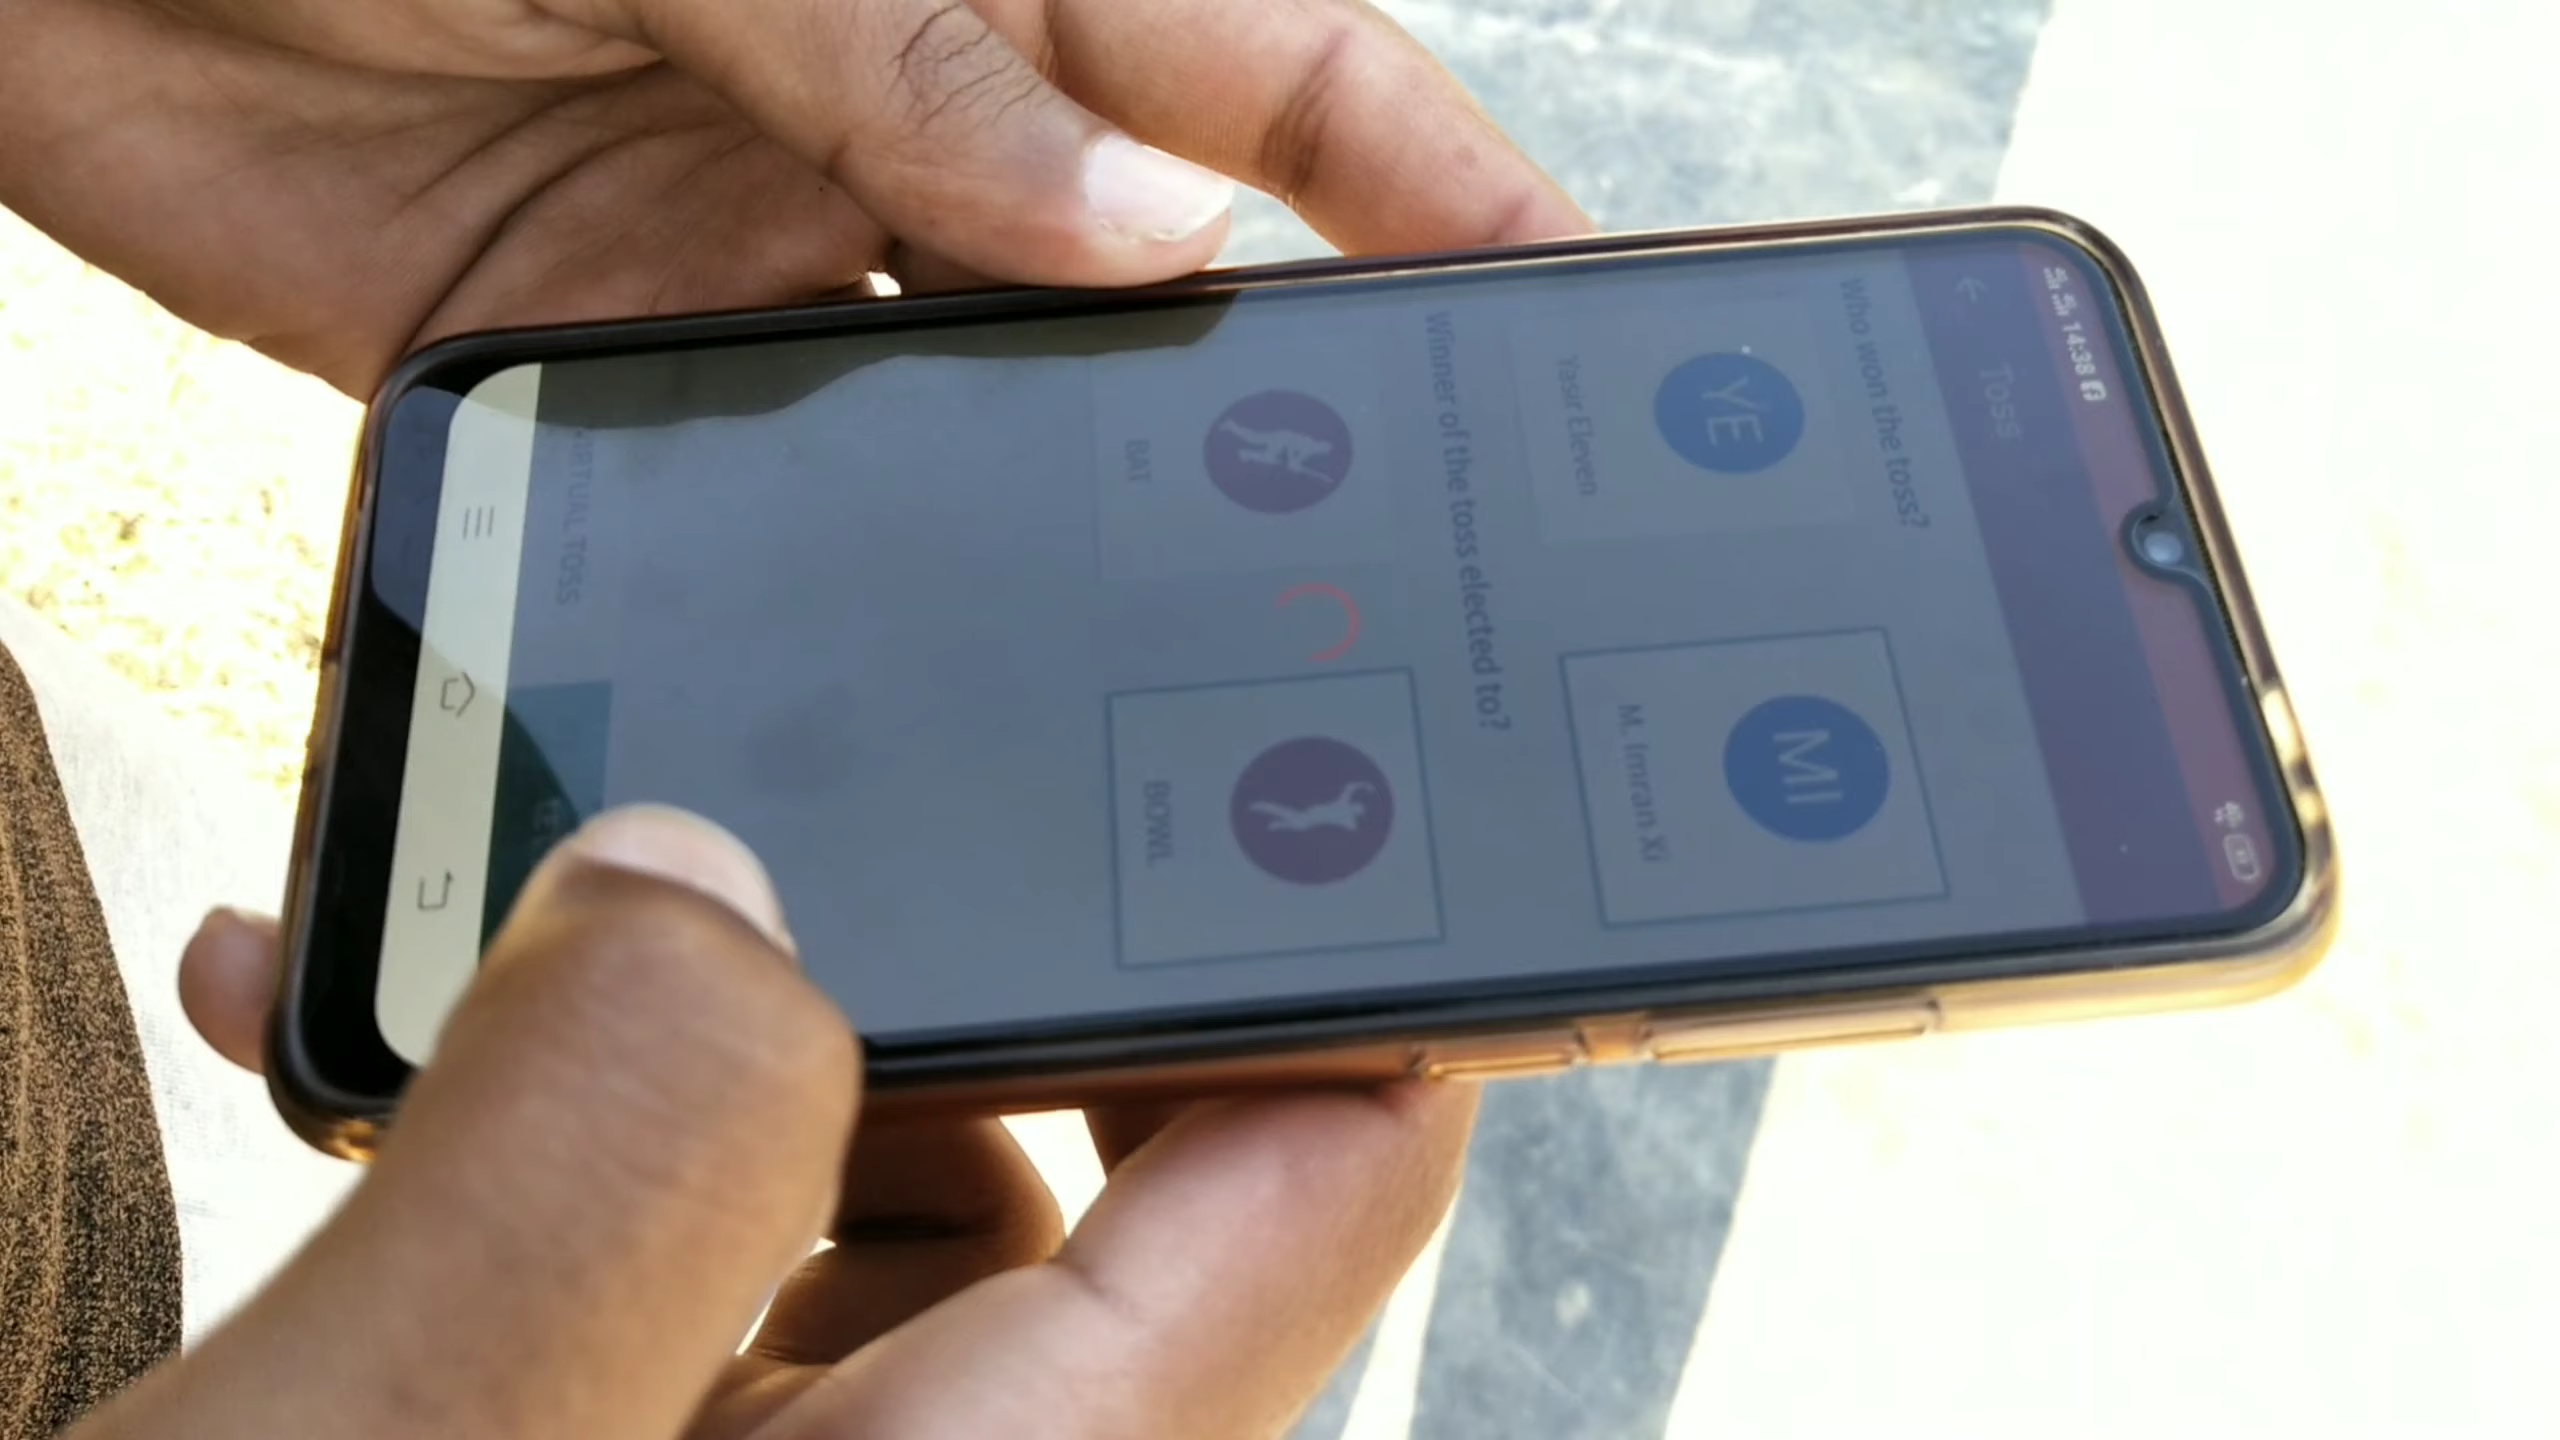 14:38
Toss
Who won the toss?
YE
MI
Yasir Eleven
M. Imran Xi
Winner of the toss elected to?
BAT
BOWL
VIRTUAL TOSS